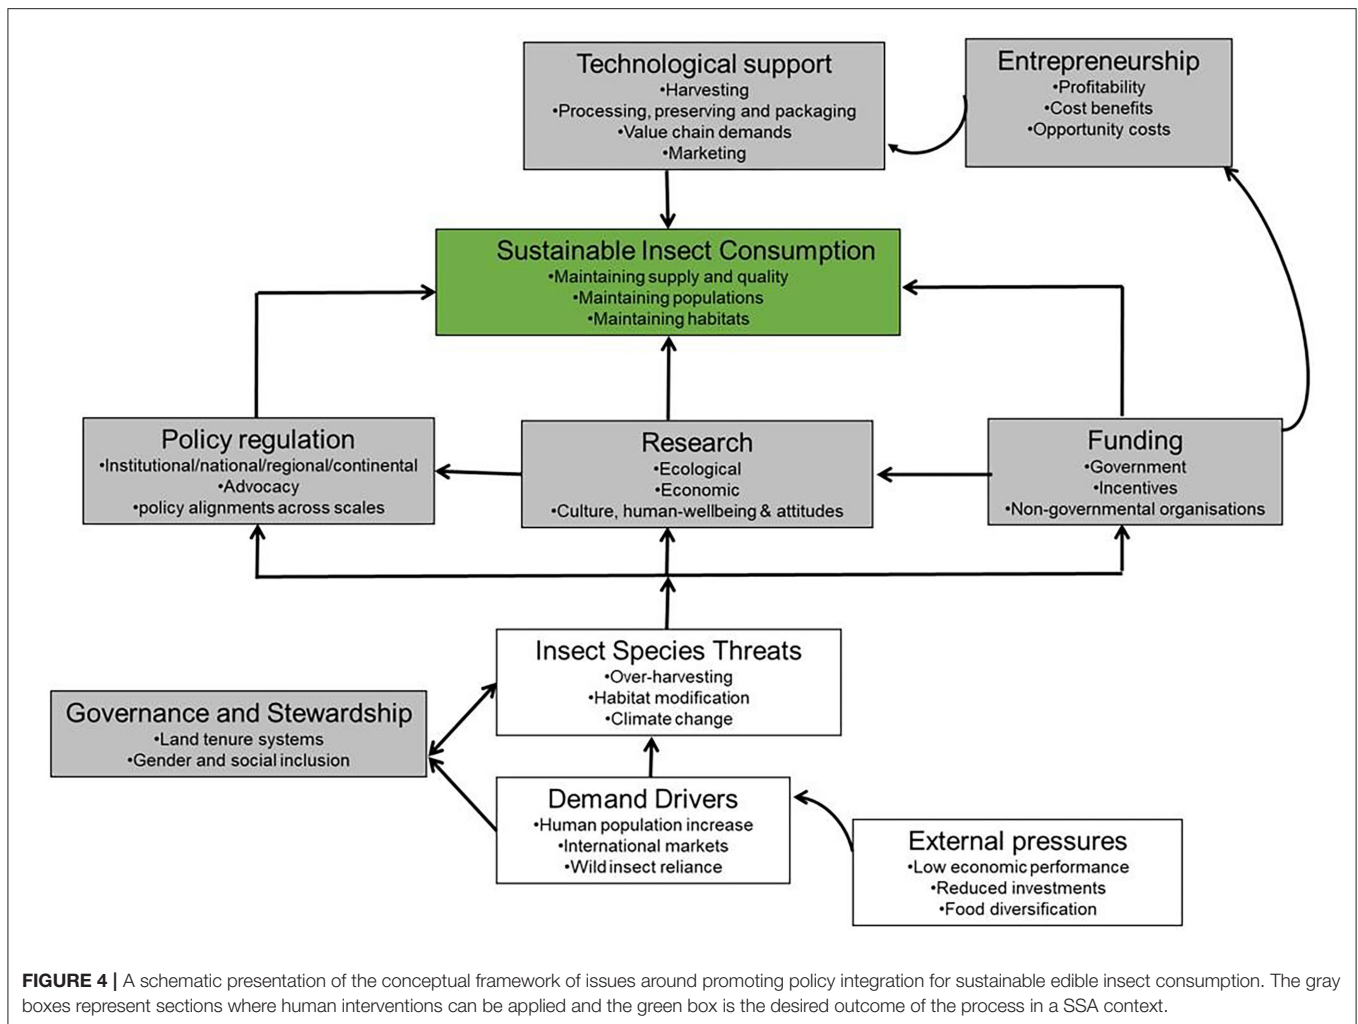 Technological support
•Harvesting
•Processing, preserving and packaging
•Value chain demands
•Marketing
Entrepreneurship
•Profitability
•Cost benefits
•Opportunity costs
Sustainable Insect Consumption
•Maintaining supply and quality
•Maintaining populations
•Maintaining habitats
Policy regulation
•Institutional/national/regional/continental
•Advocacy
•policy alignments across scales
Research
•Ecological
•Economic
•Culture, human-wellbeing & attitudes
Funding
•Government
•Incentives
•Non-governmental organisations
Insect Species Threats
•Over-harvesting
•Habitat modification
•Climate change
Governance and Stewardship
•Land tenure systems
•Gender and social inclusion
Demand Drivers
•Human population increase
•International markets
•Wild insect reliance
External pressures
•Low economic performance
•Reduced investments
•Food diversification
FIGURE 4 | A schematic presentation of the conceptual framework of issues around promoting policy integration for sustainable edible insect consumption. The gray
boxes represent sections where human interventions can be applied and the green box is the desired outcome of the process in a SSA context.